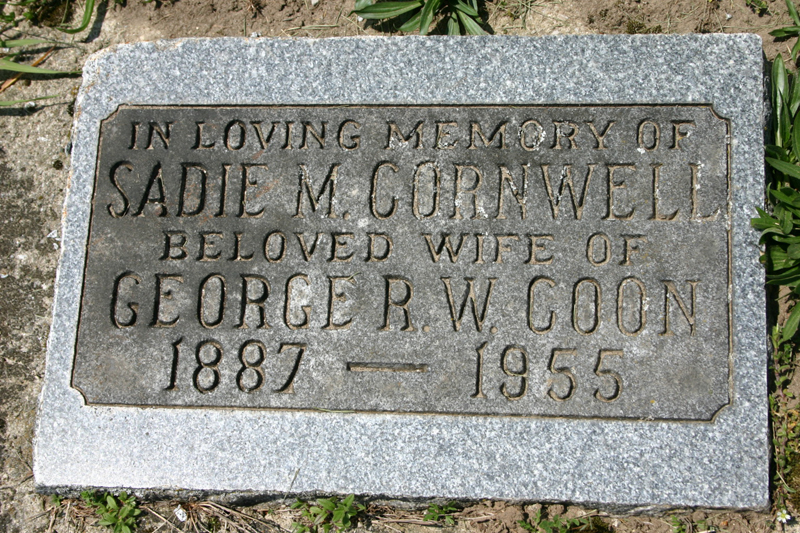 IN LOVING MEMORY OF
SADIE M. CORNWELL
BELOVED WIFE OF
GEORGE R. W. COON
1887 — 1955